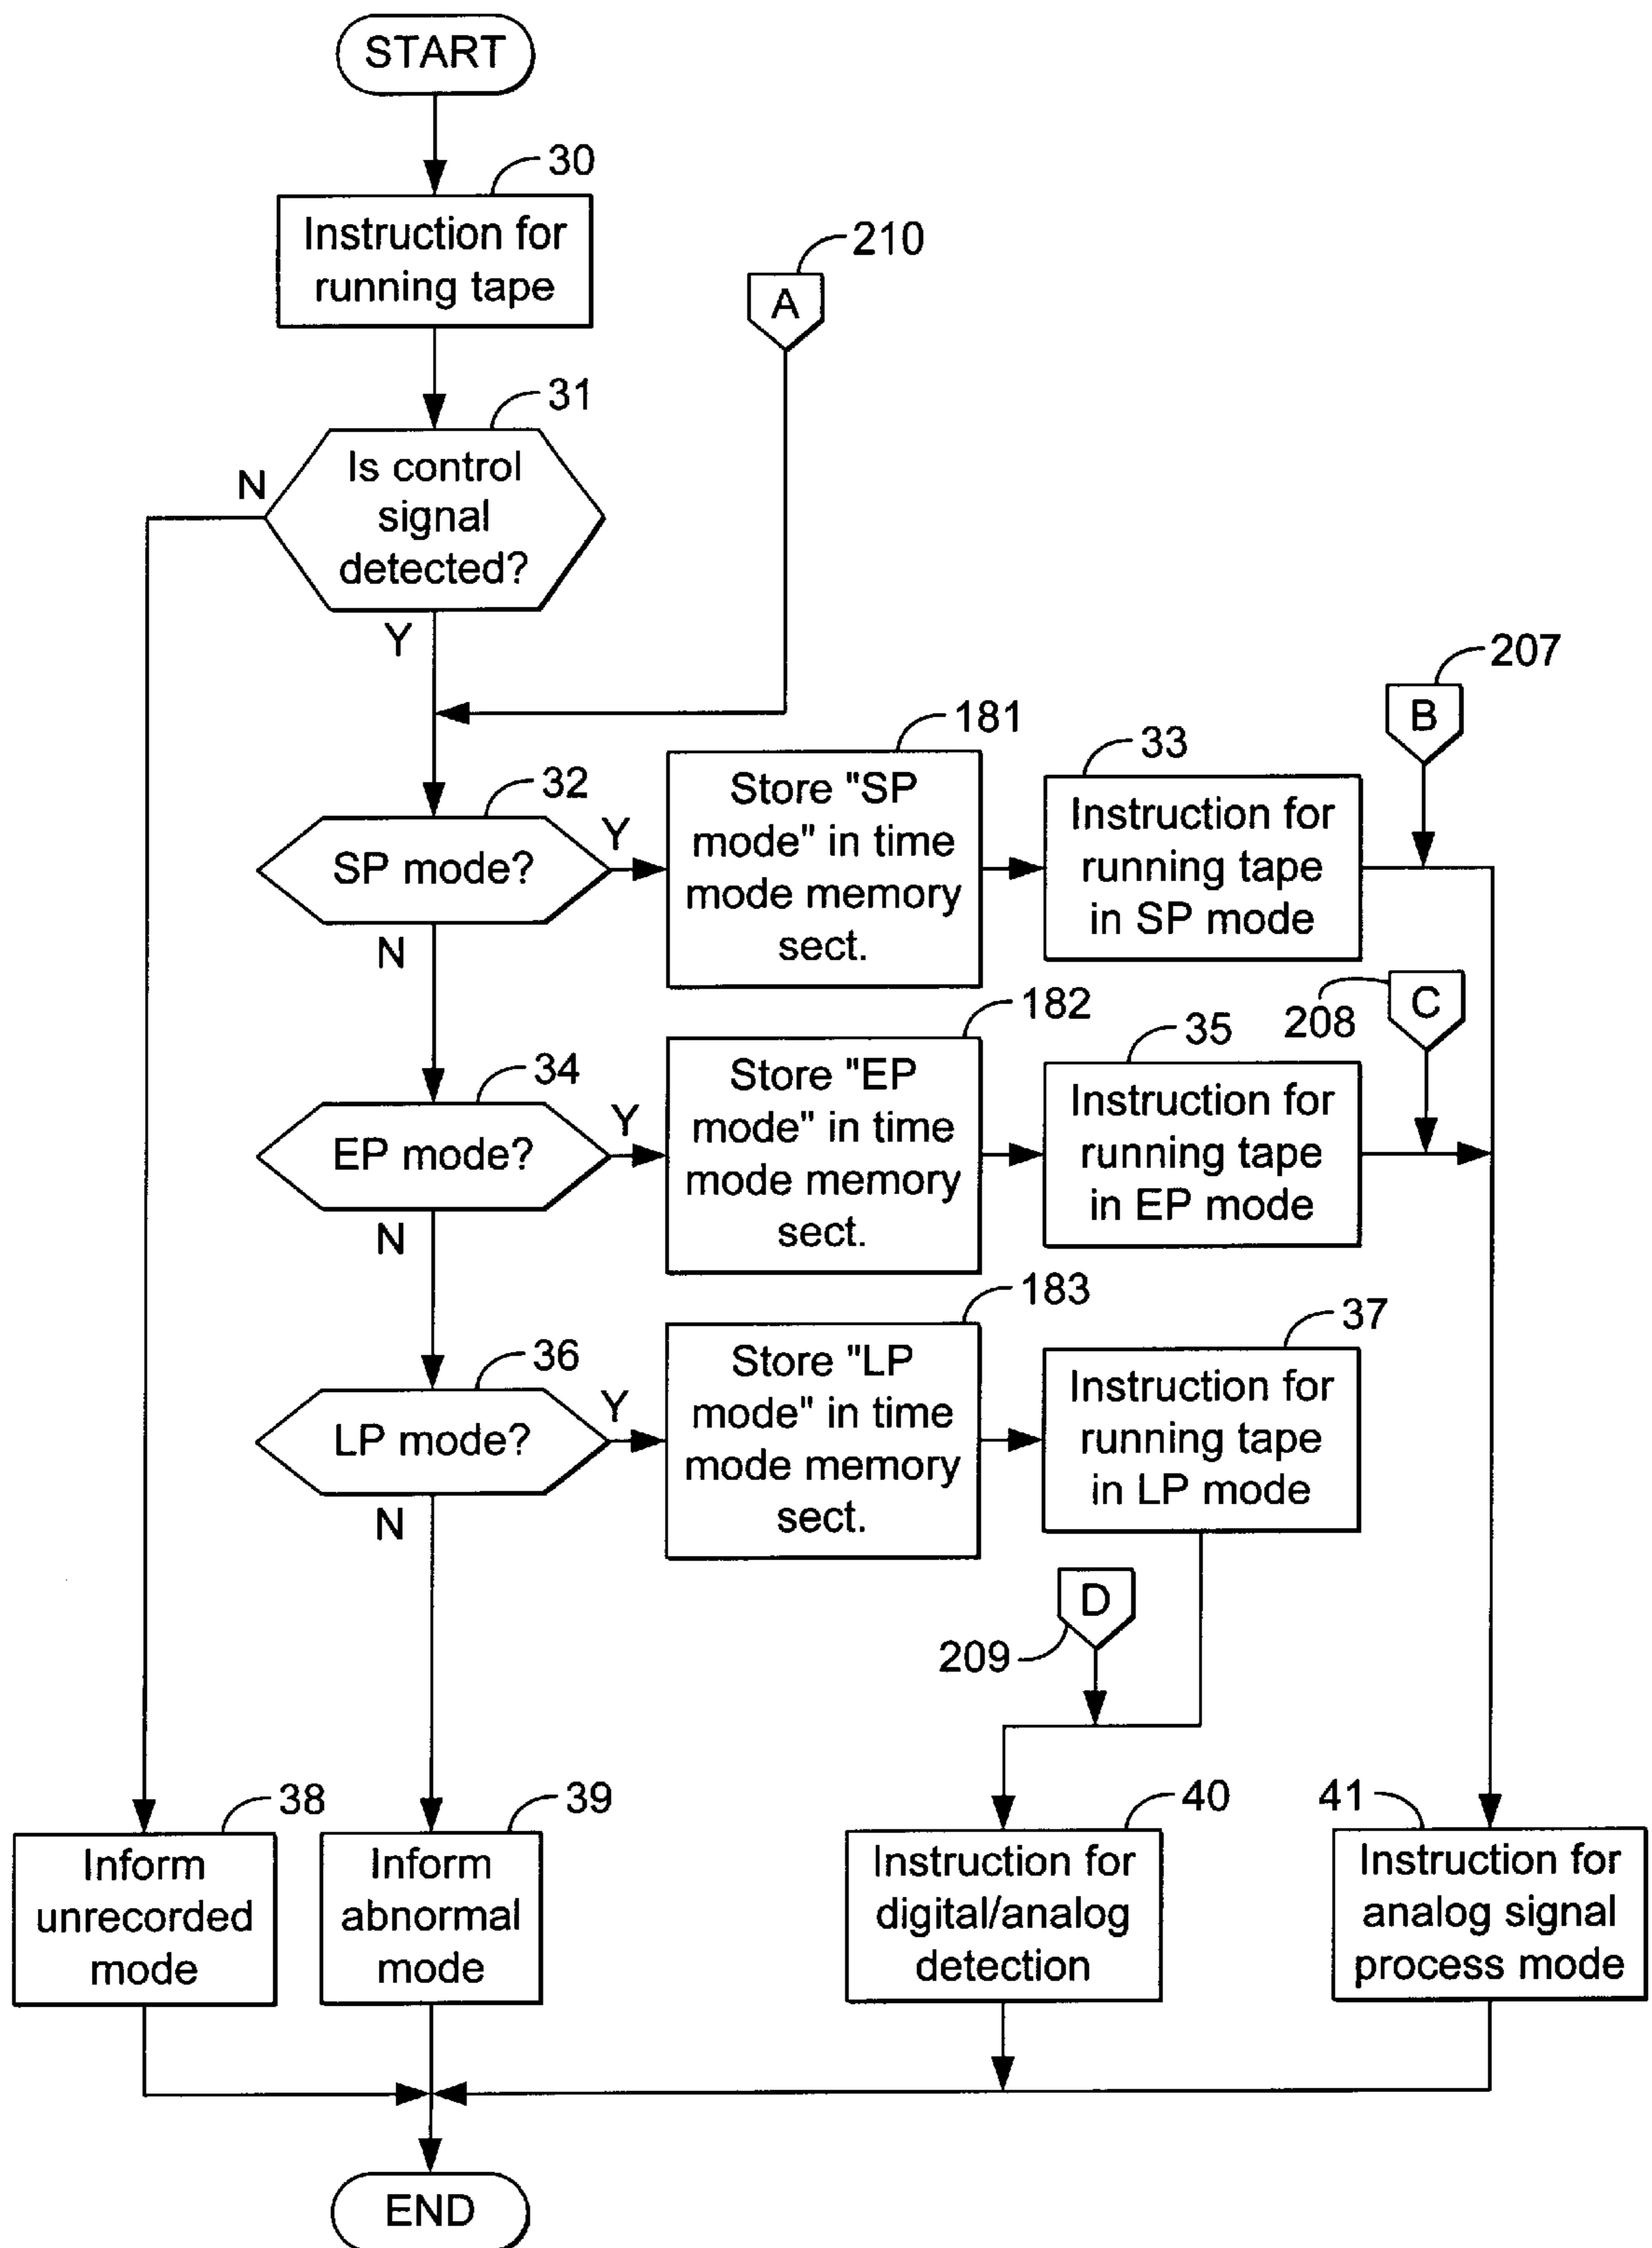 START
30
Instruction for
running tape
210
A
31
Is control
signal
detected?
N
Y
207
B
32
SP mode?
Y
N
181
Store "SP
mode" in time
mode memory
sect.
33
Instruction for
running tape
in SP mode
208
C
34
EP mode?
Y
N
182
Store "EP
mode" in time
mode memory
sect.
35
Instruction for
running tape
in EP mode
36
LP mode?
Y
N
183
Store "LP
mode" in time
mode memory
sect.
37
Instruction for
running tape
in LP mode
D
209
38
Inform
unrecorded
mode
39
Inform
abnormal
mode
40
Instruction for
digital/analog
detection
41
Instruction for
analog signal
process mode
END